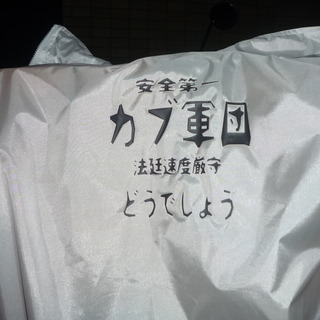 安全第一
カブ軍団
法廷速度厳守
どうでしょう